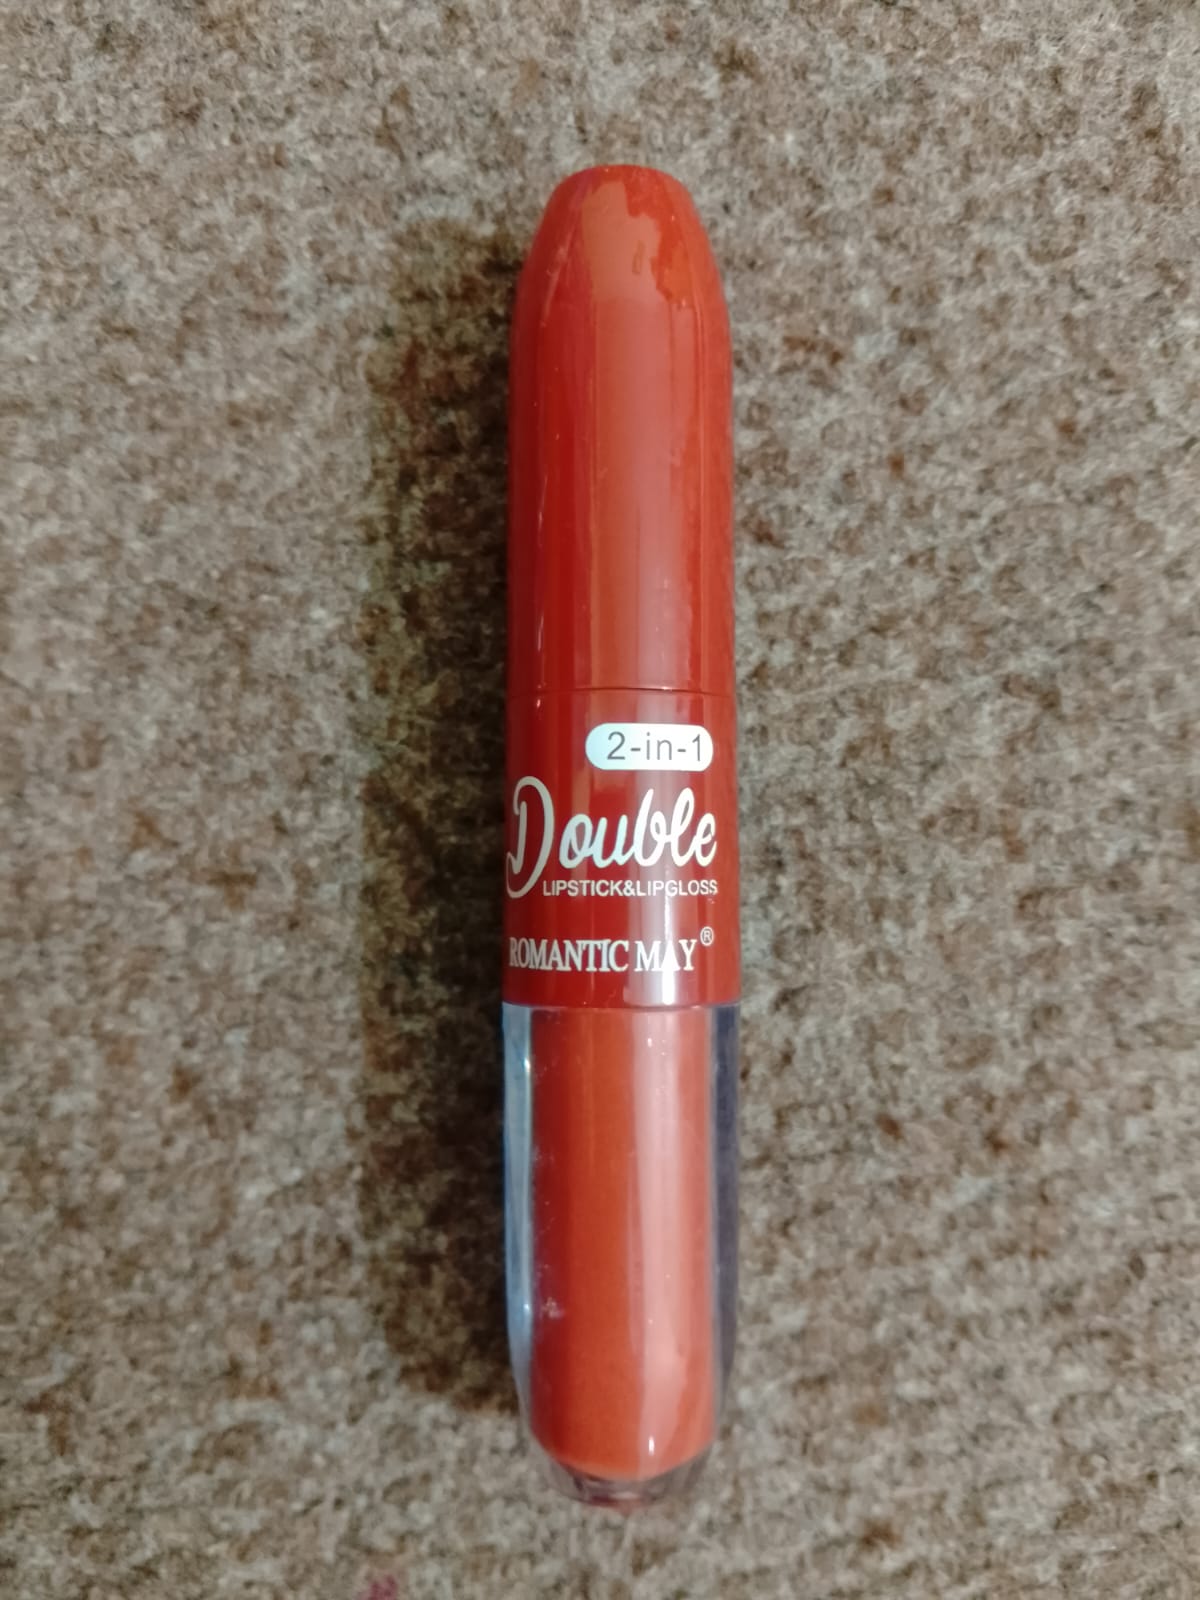 2-in-1
Double
LIPSTICK&LIPGLOSS
ROMANTIC MAY®